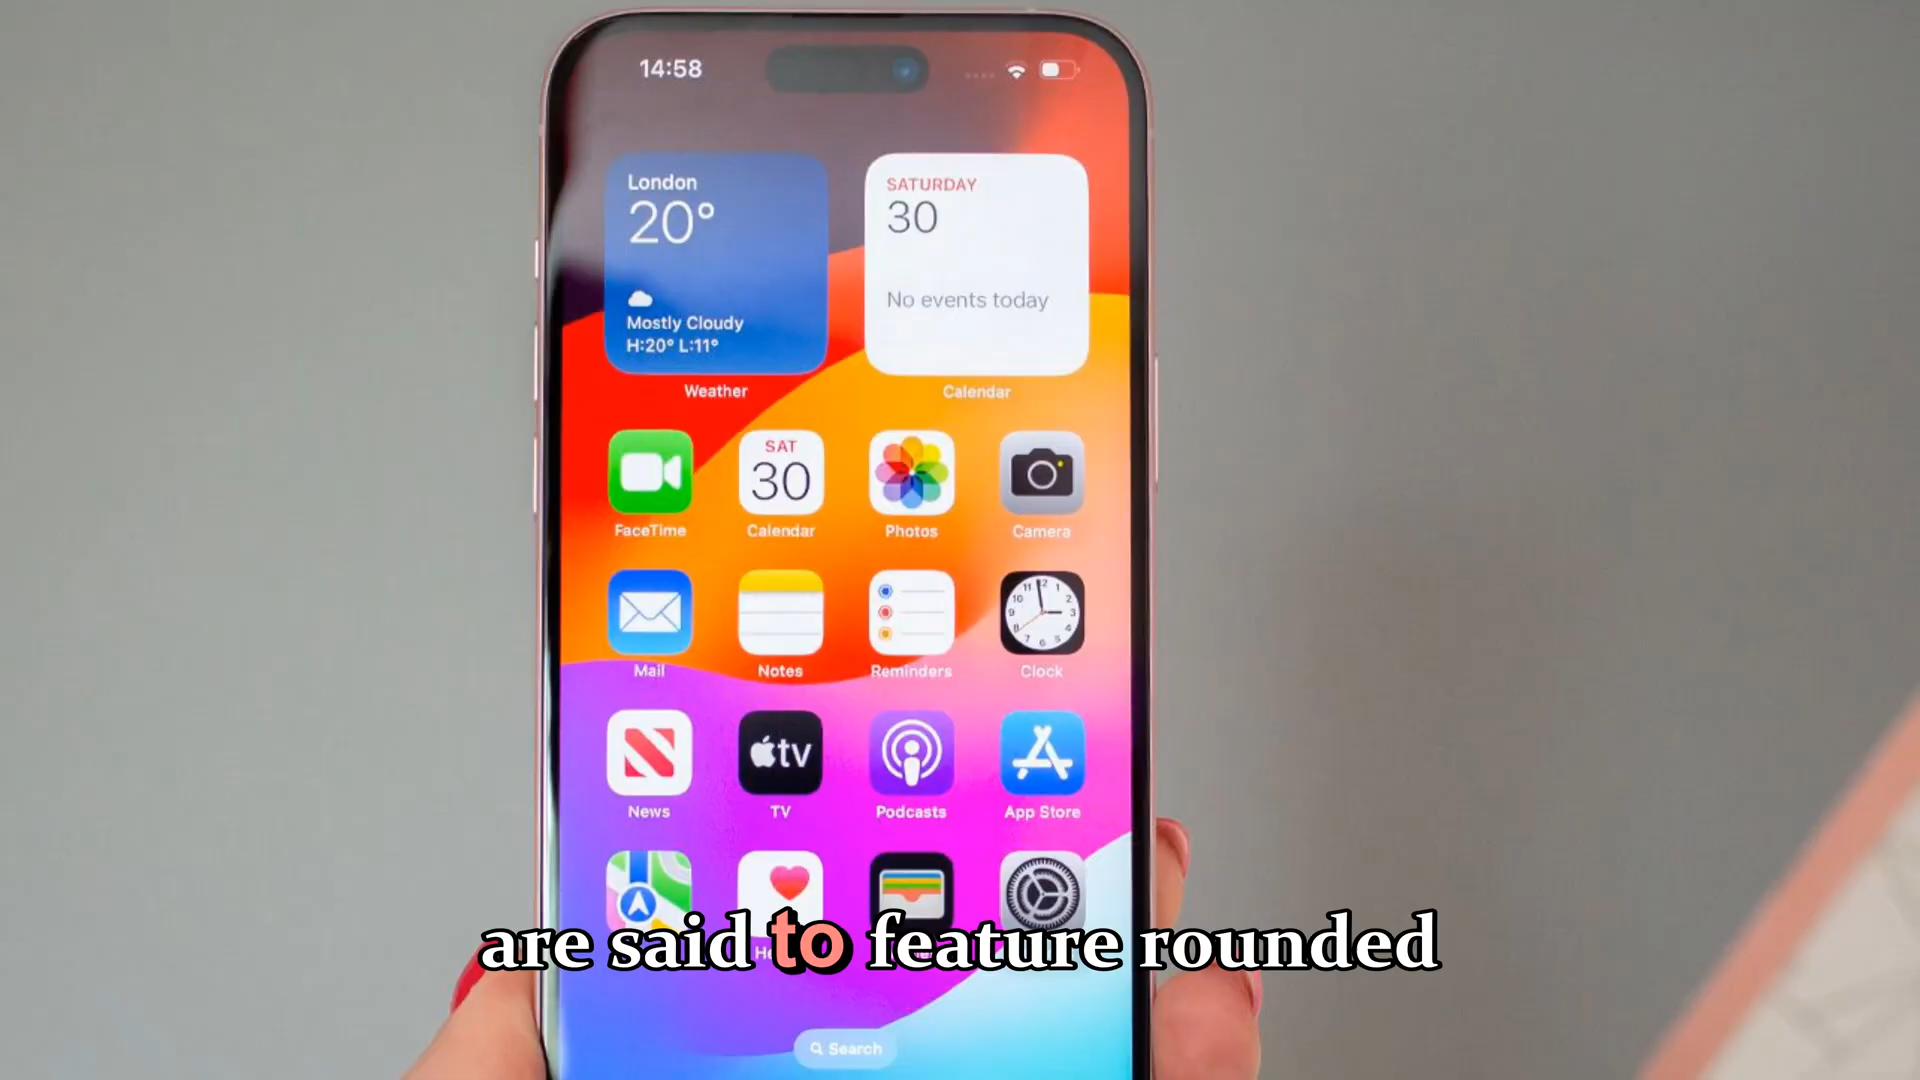 14:58
London
20°
Mostly Cloudy
H:20° L:11°
Weather
SATURDAY
30
No events today
Calendar
FaceTime
SAT
30
Calendar
Photos
Camera
Mail
Notes
Reminders
Clock
News
tv
TV
Podcasts
App Store
are said to feature rounded
Search